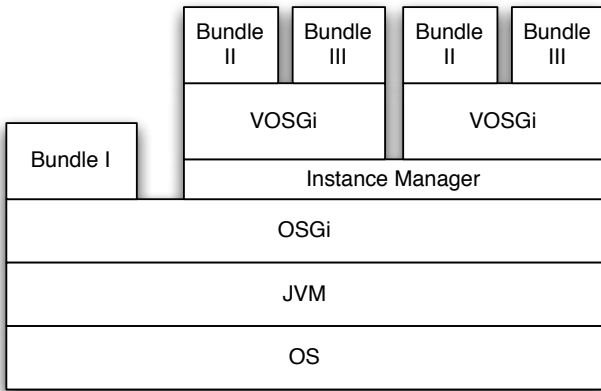 Bundle
II
Bundle
III
Bundle
II
Bundle
III
VOSGi
VOSGi
Bundle I
Instance Manager
OSGi
JVM
OS